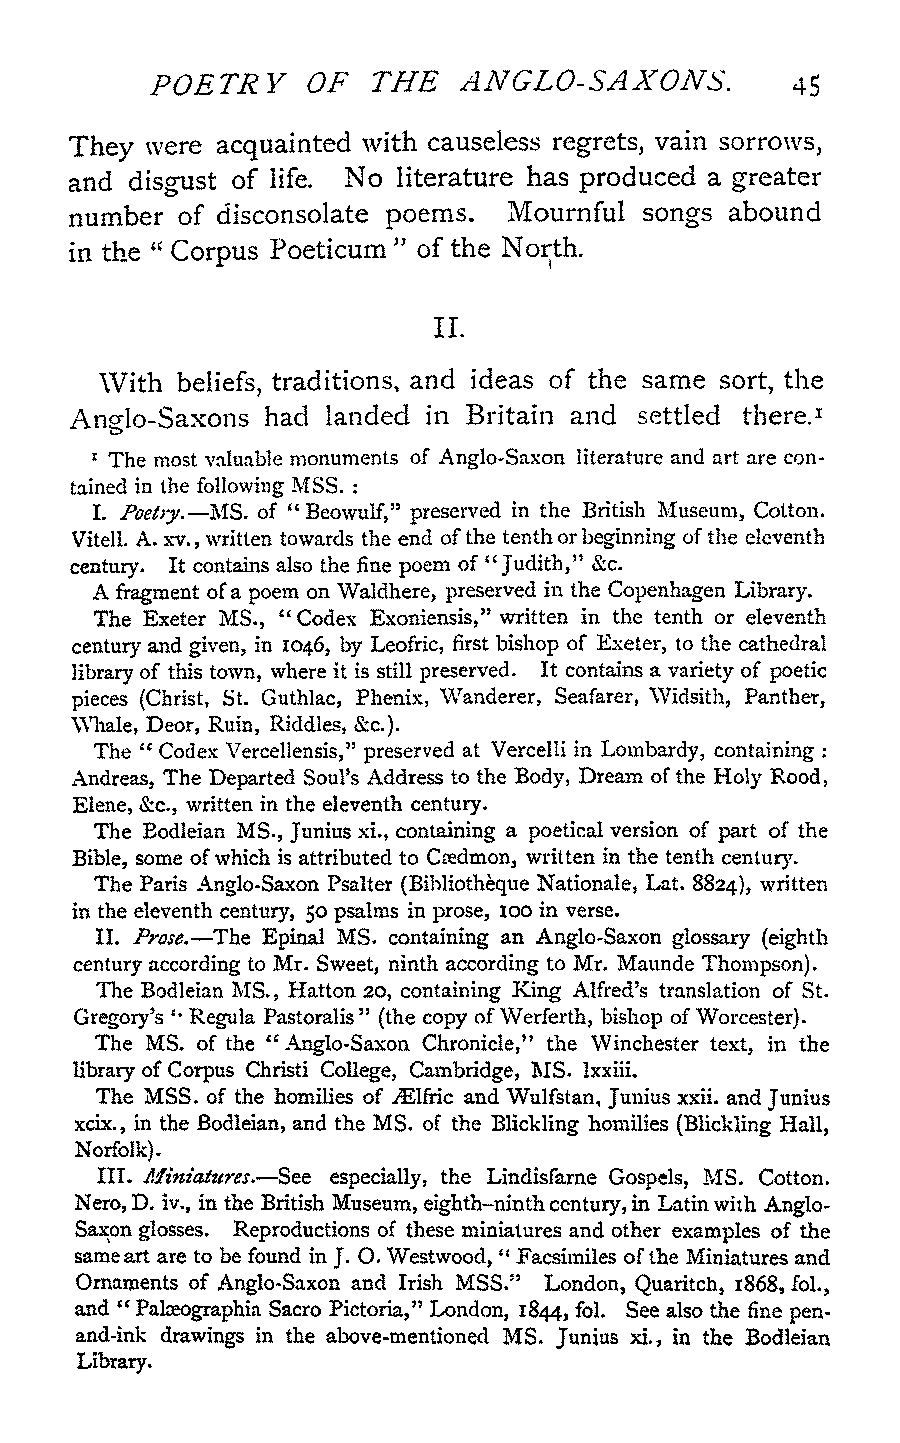 POETRY OF THE ANGLO-SAXONS. 45
They were acquainted with causeless regrets, vain sorrows,
and disgust of life. No literature has produced a greater
number of disconsolate poems. Mournful songs abound
in the “ Corpus Poeticum ” of the North.
II.
With beliefs, traditions, and ideas of the same sort, the
Anglo-Saxons had landed in Britain and settled there.¹
¹ The most valuable monuments of Anglo-Saxon literature and art are con-
tained in the following MSS. :
I. Poetry.—MS. of “ Beowulf,” preserved in the British Museum, Cotton.
Vitell. A. xv., written towards the end of the tenth or beginning of the eleventh
century. It contains also the fine poem of “ Judith,” &c.
A fragment of a poem on Waldhere, preserved in the Copenhagen Library.
The Exeter MS., “ Codex Exoniensis,” written in the tenth or eleventh
century and given, in 1046, by Leofric, first bishop of Exeter, to the cathedral
library of this town, where it is still preserved. It contains a variety of poetic
pieces (Christ, St. Guthlac, Phenix, Wanderer, Seafarer, Widsith, Panther,
Whale, Deor, Ruin, Riddles, &c.).
The “ Codex Vercellensis,” preserved at Vercelli in Lombardy, containing :
Andreas, The Departed Soul’s Address to the Body, Dream of the Holy Rood,
Elene, &c., written in the eleventh century.
The Bodleian MS., Junius xi., containing a poetical version of part of the
Bible, some of which is attributed to Cædmon, written in the tenth century.
The Paris Anglo-Saxon Psalter (Bibliothèque Nationale, Lat. 8824), written
in the eleventh century, 50 psalms in prose, 100 in verse.
II. Prose.—The Epinal MS. containing an Anglo-Saxon glossary (eighth
century according to Mr. Sweet, ninth according to Mr. Maunde Thompson).
The Bodleian MS., Hatton 20, containing King Alfred’s translation of St.
Gregory’s “ Regula Pastoralis ” (the copy of Werferth, bishop of Worcester).
The MS. of the “ Anglo-Saxon Chronicle,” the Winchester text, in the
library of Corpus Christi College, Cambridge, MS. lxxiii.
The MSS. of the homilies of Ælfric and Wulfstan, Junius xxii. and Junius
xcix., in the Bodleian, and the MS. of the Blickling homilies (Blickling Hall,
Norfolk).
III. Miniatures.—See especially, the Lindisfarne Gospels, MS. Cotton.
Nero, D. iv., in the British Museum, eighth–ninth century, in Latin with Anglo-
Saxon glosses. Reproductions of these miniatures and other examples of the
same art are to be found in J. O. Westwood, “ Facsimiles of the Miniatures and
Ornaments of Anglo-Saxon and Irish MSS.” London, Quaritch, 1868, fol.,
and “ Palæographia Sacro Pictoria,” London, 1844, fol. See also the fine pen-
and-ink drawings in the above-mentioned MS. Junius xi., in the Bodleian
Library.